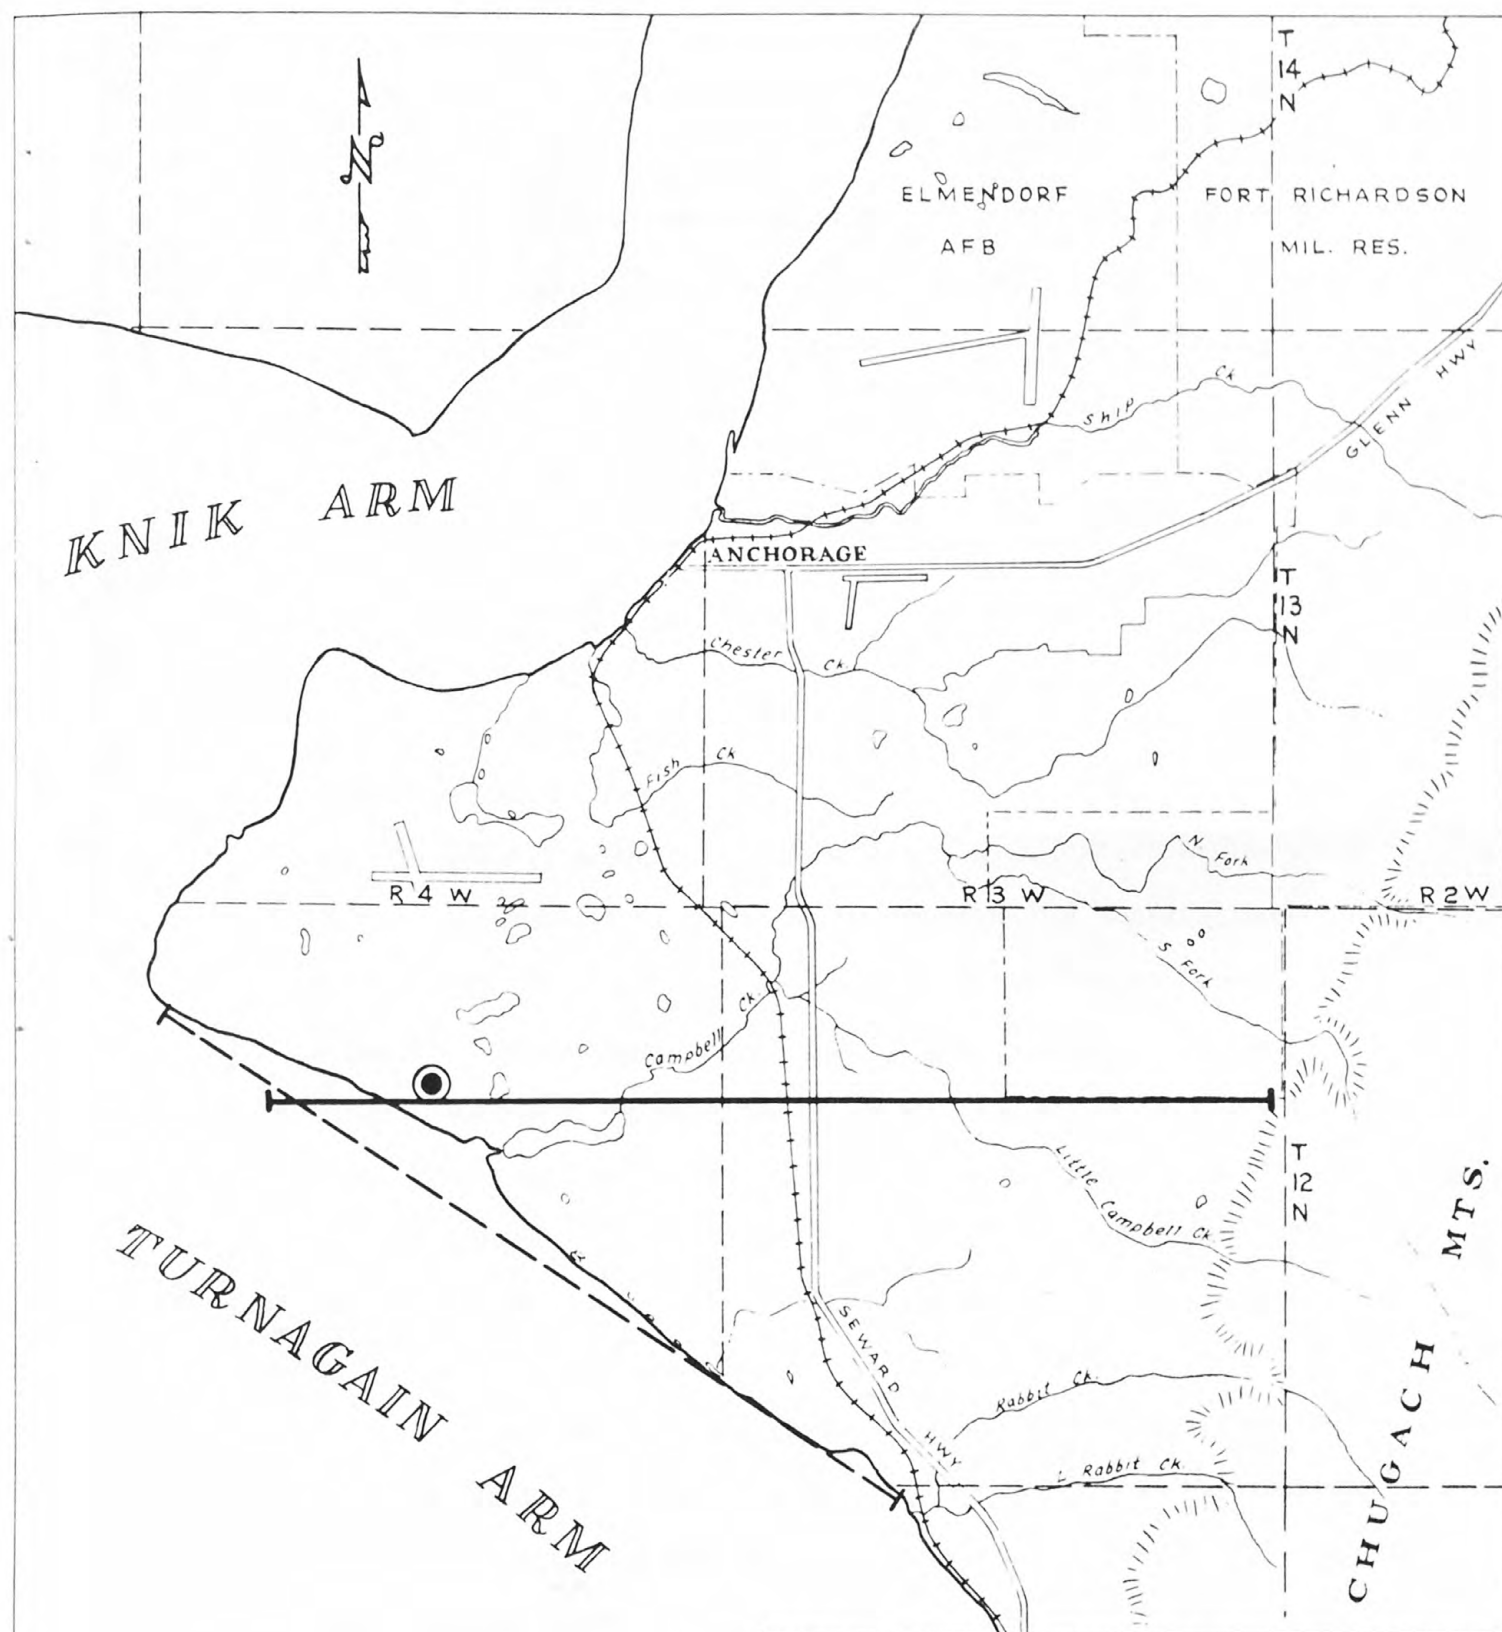 T
14
N
N
ELMENDORF
AFB
FORT RICHARDSON
MIL. RES.
Ship Ck
GLENN HWY
KNIK ARM
ANCHORAGE
T
13
N
Chester Ck.
Fish Ck
N Fork
R 4 W
R 3 W
R 2 W
S Fork
Campbell Ck.
T
12
N
Little Campbell Ck.
TURNAGAIN ARM
SEWARD HWY
Rabbit Ck.
L Rabbit Ck.
CHUGACH MTS.